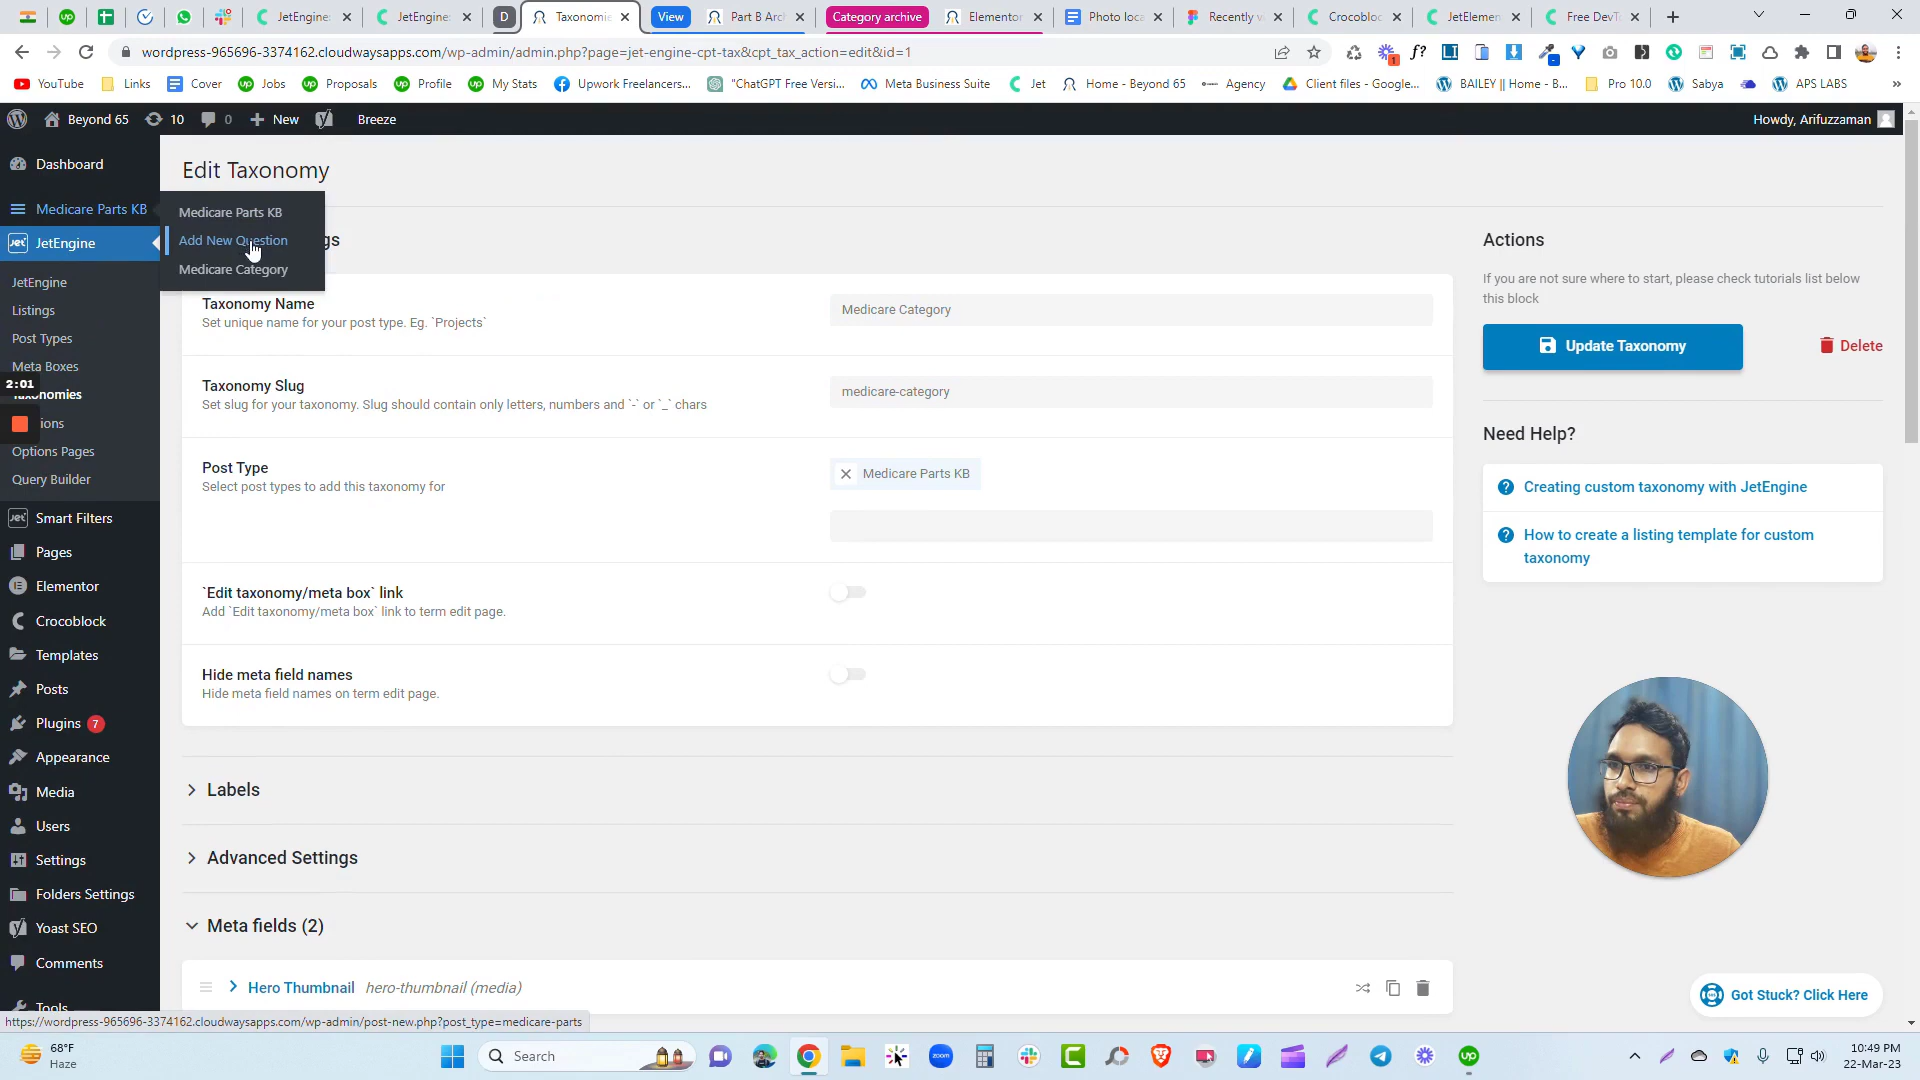 JetEngine:
JetEngine:
D
Taxonomie
View
Part B Arc
Category archive
Elementor
Photo loca
Recently v
Crocobloc
JetElemen
Free DevTo
wordpress-965696-3374162.cloudwaysapps.com/wp-admin/admin.php?page=jet-engine-cpt-tax&cpt_tax_action=edit&id=1
YouTube
Links
Cover
Jobs
Proposals
Profile
My Stats
Upwork Freelancers...
"ChatGPT Free Versi...
Meta Business Suite
Jet
Home - Beyond 65
Agency
Client files - Google...
BAILEY || Home - B...
Pro 10.0
Sabya
APS LABS
Beyond 65
10
0
New
Breeze
Howdy, Arifuzzaman
Dashboard
Medicare Parts KB
JetEngine
JetEngine
Listings
Post Types
Meta Boxes
2:01
Options Pages
Query Builder
Smart Filters
Pages
Elementor
Crocoblock
Templates
Posts
Plugins 7
Appearance
Media
Users
Settings
Folders Settings
Yoast SEO
Comments
Tools
Medicare Parts KB
Add New Question
Medicare Category
Edit Taxonomy
Taxonomy Name
Set unique name for your post type. Eg. `Projects`
Medicare Category
Taxonomy Slug
Set slug for your taxonomy. Slug should contain only letters, numbers and `-` or `_` chars
medicare-category
Post Type
Select post types to add this taxonomy for
Medicare Parts KB
`Edit taxonomy/meta box` link
Add `Edit taxonomy/meta box` link to term edit page.
Hide meta field names
Hide meta field names on term edit page.
Labels
Advanced Settings
Meta fields (2)
Hero Thumbnail hero-thumbnail (media)
Actions
If you are not sure where to start, please check tutorials list below
this block
Update Taxonomy
Delete
Need Help?
Creating custom taxonomy with JetEngine
How to create a listing template for custom
taxonomy
Got Stuck? Click Here
https://wordpress-965696-3374162.cloudwaysapps.com/wp-admin/post-new.php?post_type=medicare-parts
68°F
Haze
Search
zoom
10:49 PM
22-Mar-23